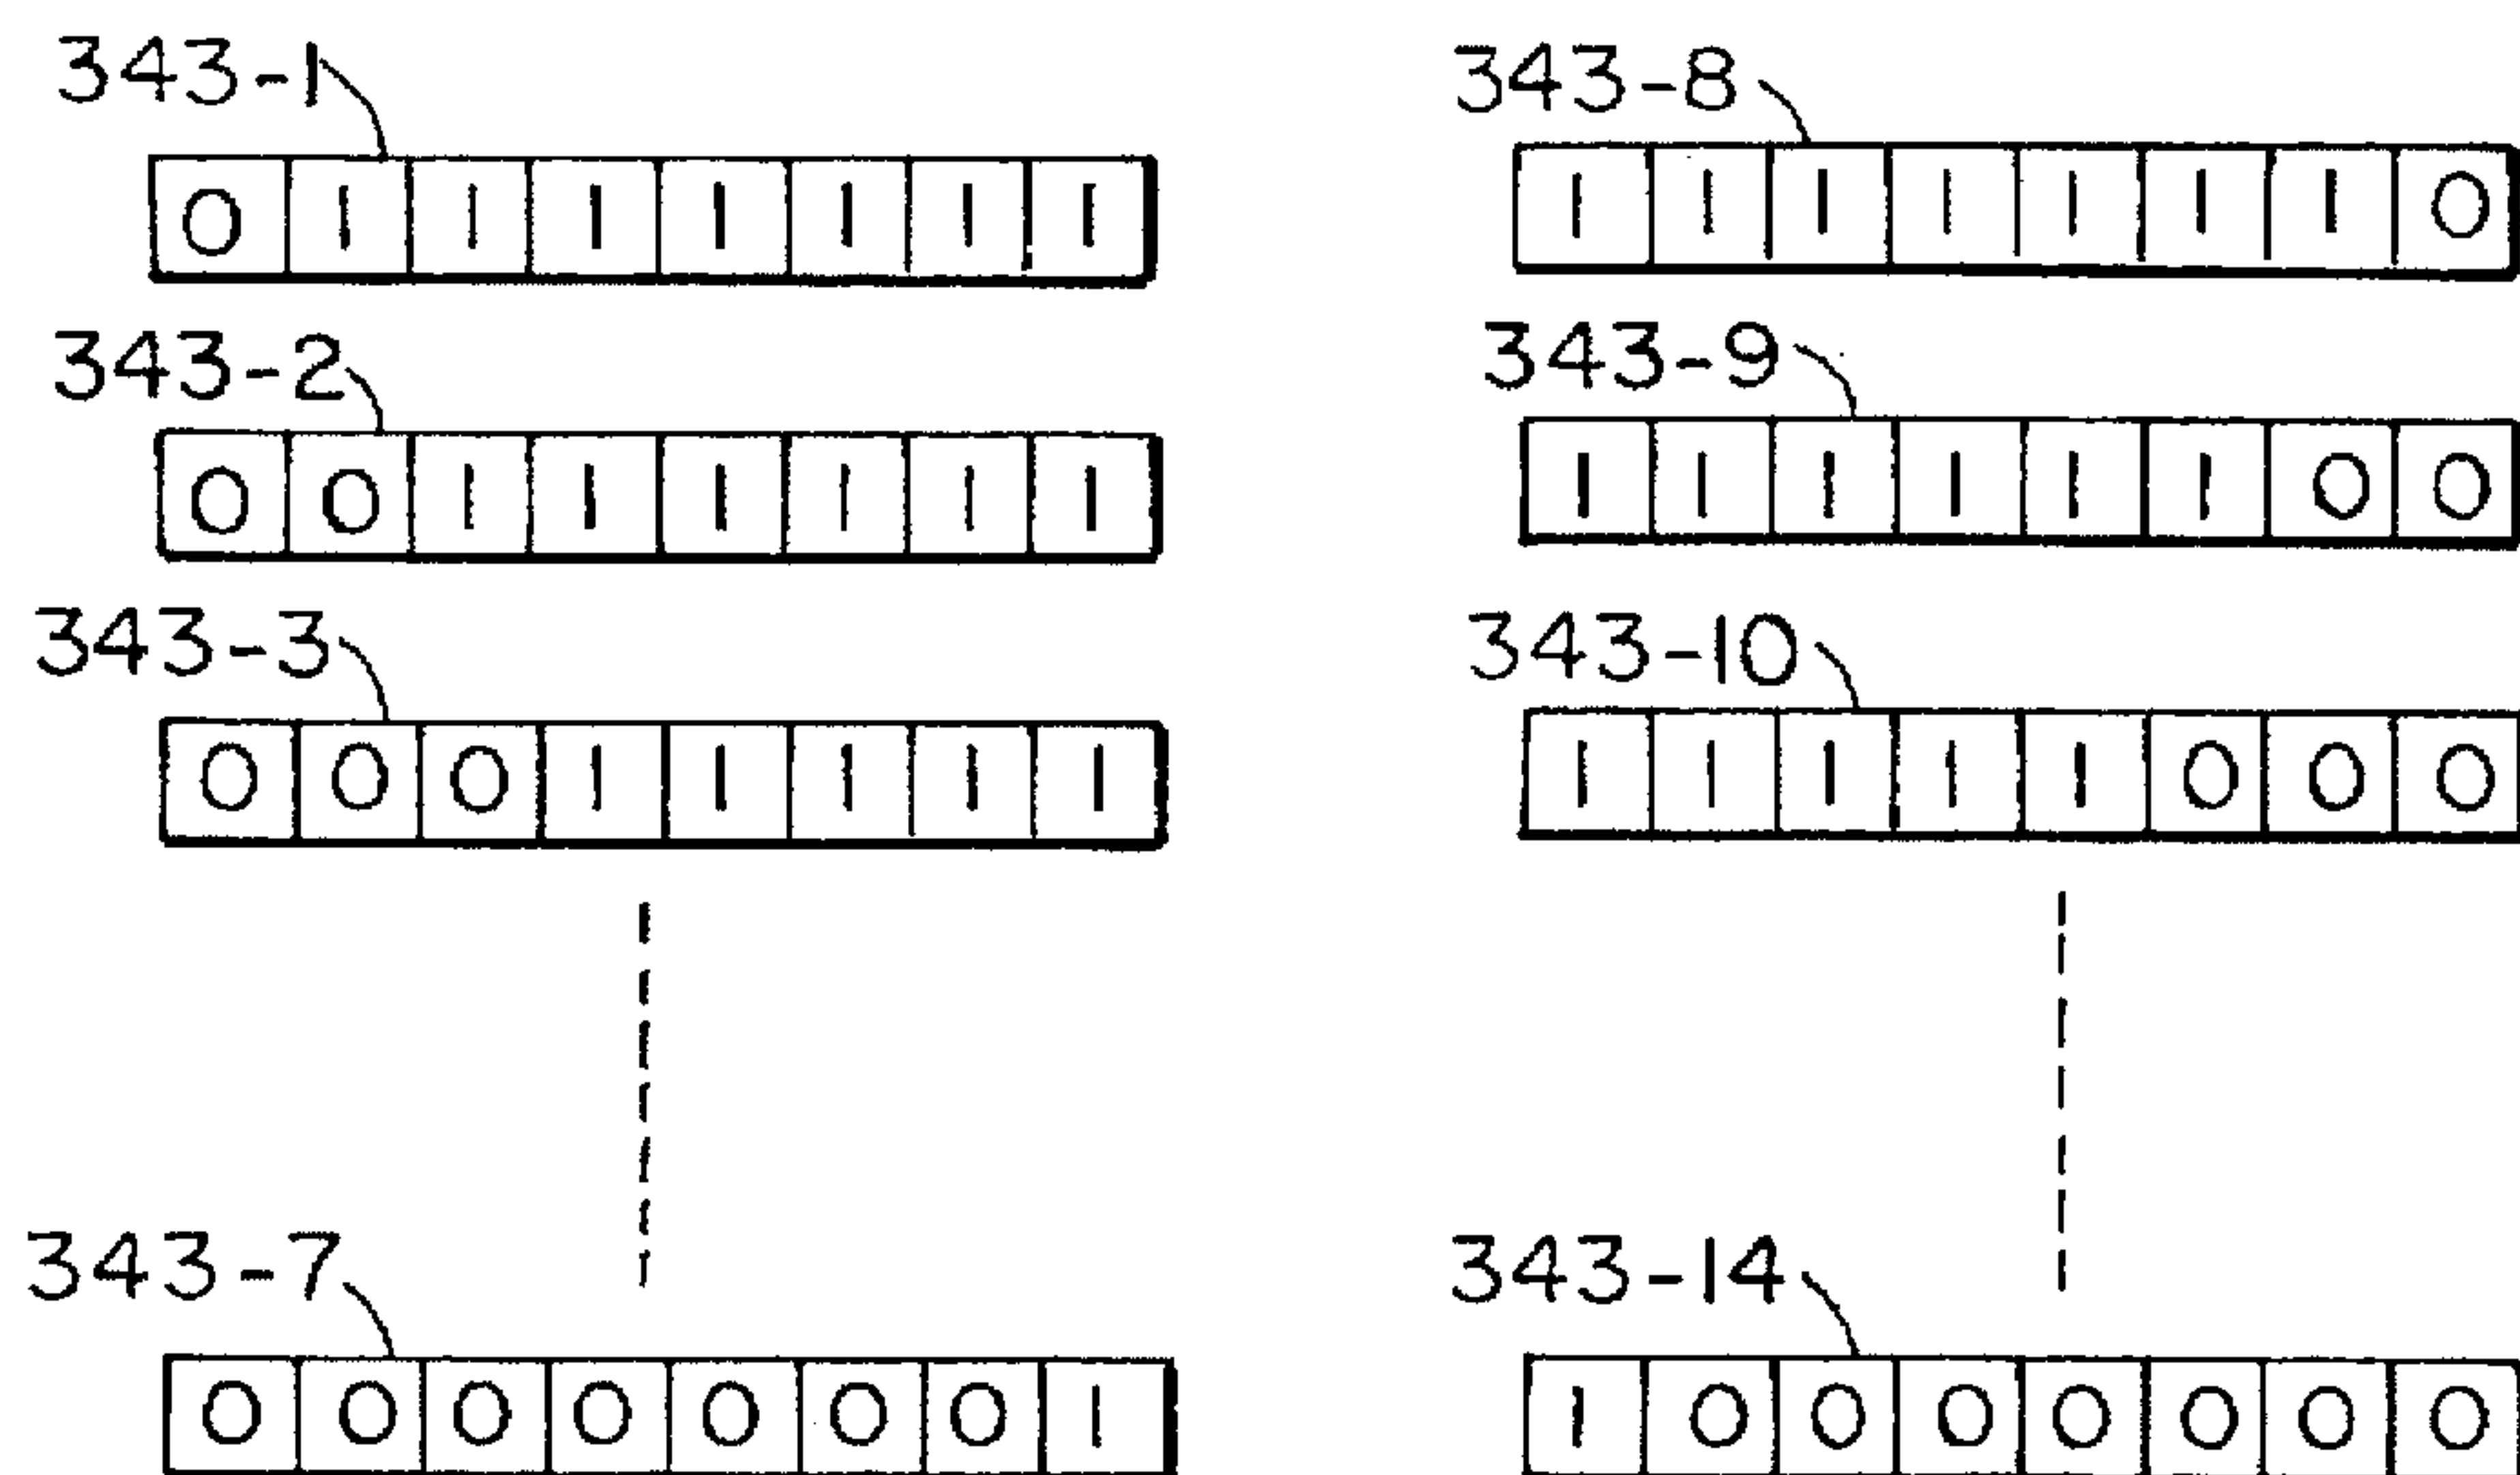 343-1
0 1 1 1 1 1 1 1
343-2
0 0 1 1 1 1 1 1
343-3
0 0 0 1 1 1 1 1
343-7
0 0 0 0 0 0 0 1
343-8
1 1 1 1 1 1 1 0
343-9
1 1 1 1 1 1 0 0
343-10
1 1 1 1 1 0 0 0
343-14
1 0 0 0 0 0 0 0